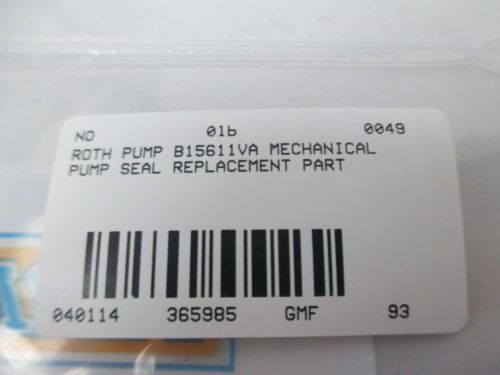 NO 01b 0049
ROTH PUMP B15611VA MECHANICAL
PUMP SEAL REPLACEMENT PART
040114 365985 GMF 93